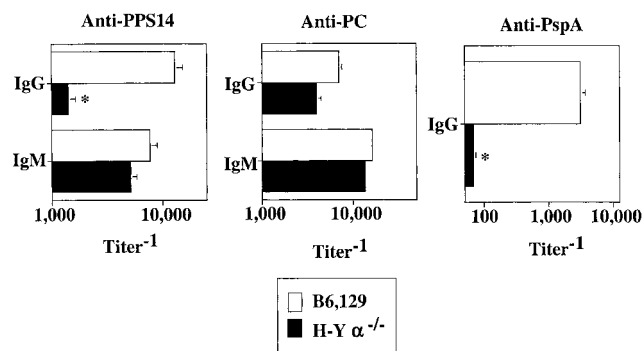 Anti-PPS14 Anti-PC Anti-PspA
IgG
*
IgM
1,000 10,000
Titer-1
IgG
IgM
1,000 10,000
Titer-1
IgG
*
100 1,000 10,000
Titer-1
B6,129
H-Y α -/-